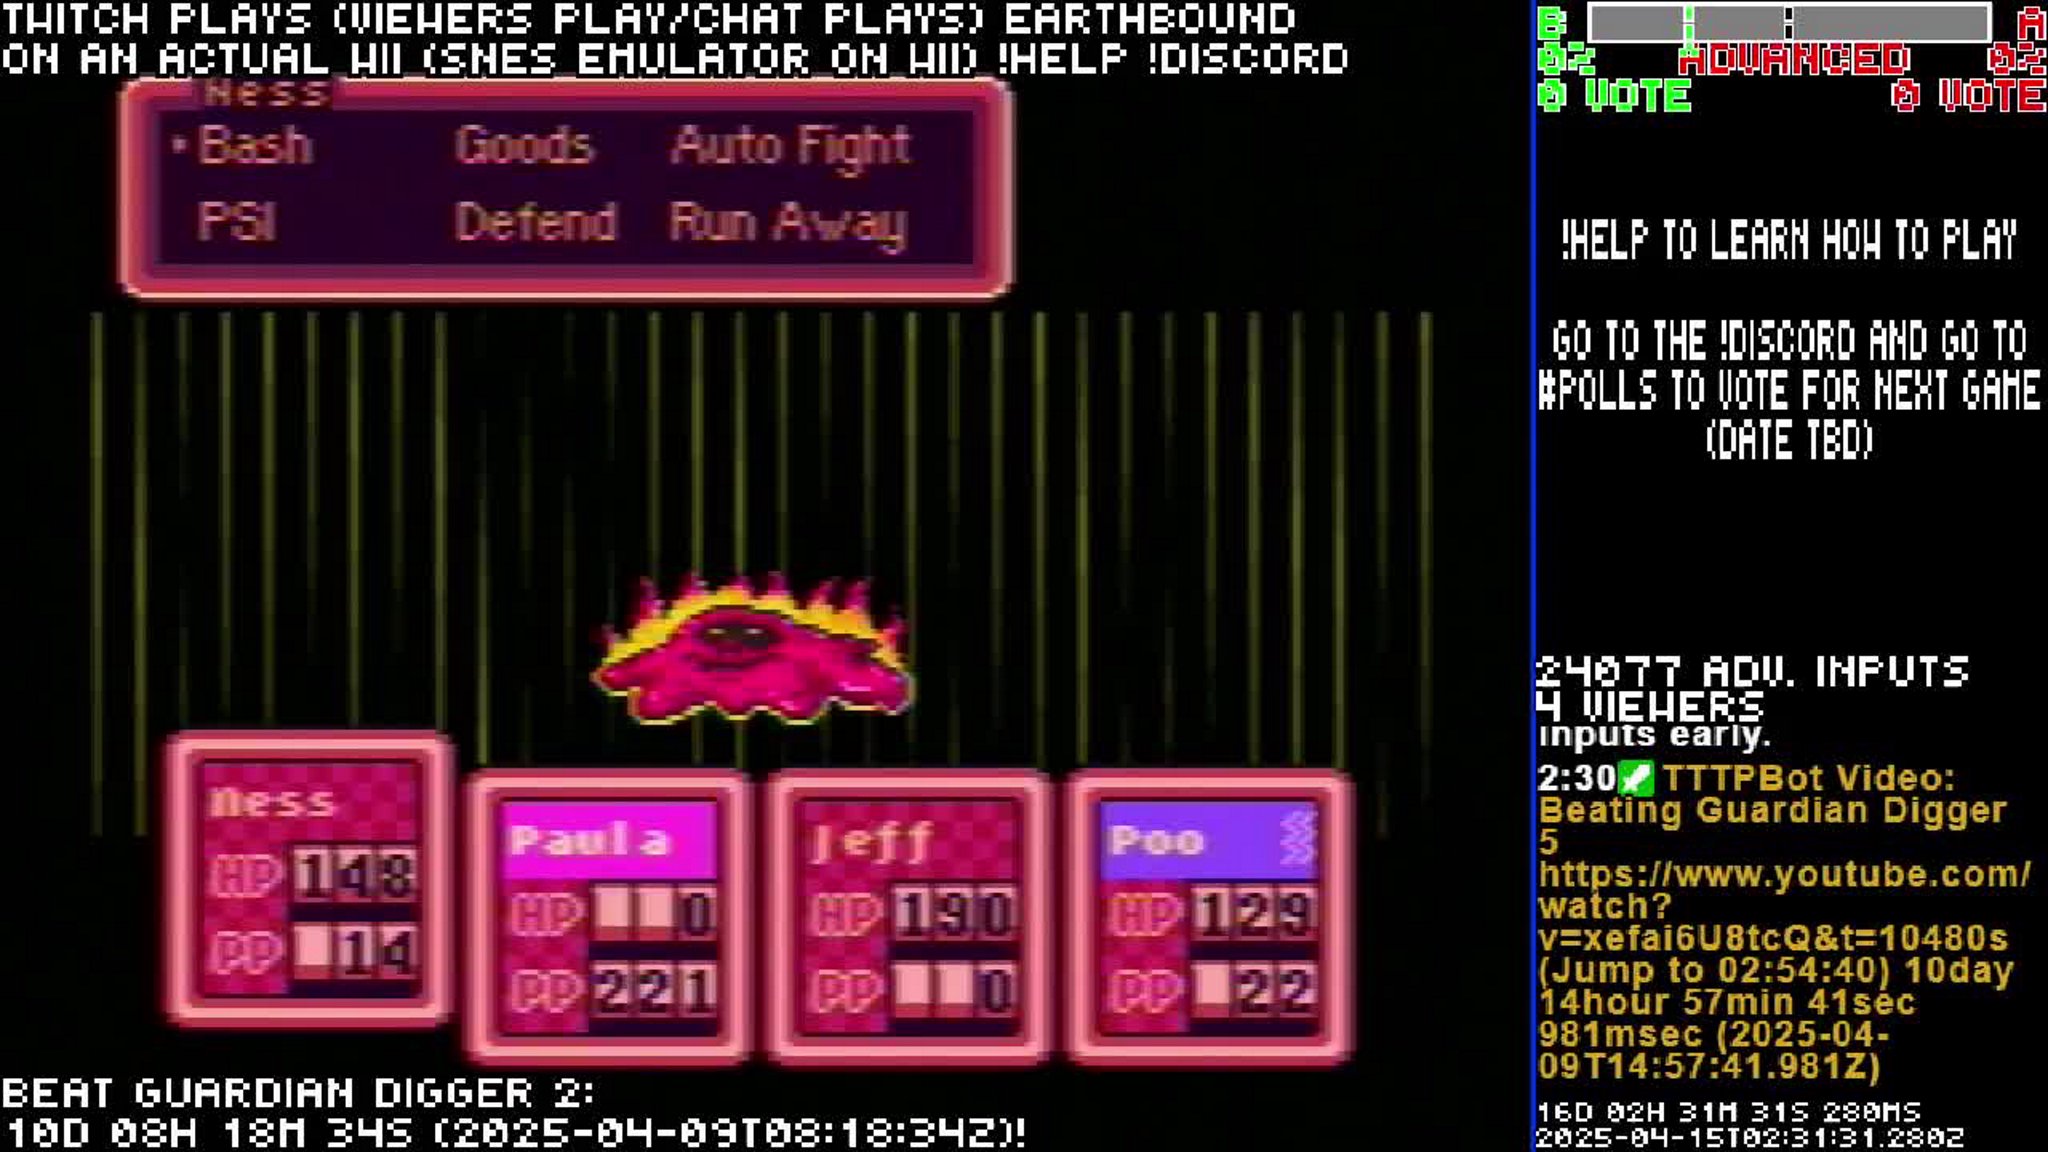 TWITCH PLAYS (VIEWERS PLAY/CHAT PLAYS) EARTHBOUND
ON AN ACTUAL WII (SNES EMULATOR ON WII) !HELP !DISCORD
Ness
Bash Goods Auto Fight
PSI Defend Run Away
Ness
HP 148
PP 14
Paula
HP 0
PP 221
Jeff
HP 190
PP 0
Poo
HP 129
PP 22
BEAT GUARDIAN DIGGER 2:
10D 08H 18M 34S (2025-04-09T08:18:34Z)!
B A
0% ADVANCED 0%
0 VOTE 0 VOTE
!HELP TO LEARN HOW TO PLAY
GO TO THE !DISCORD AND GO TO
#POLLS TO VOTE FOR NEXT GAME
(DATE TBD)
24077 ADV. INPUTS
4 VIEWERS
inputs early.
2:30 TTTPBot Video:
Beating Guardian Digger
5
https://www.youtube.com/
watch?
v=xefai6U8tcQ&t=10480s
(Jump to 02:54:40) 10day
14hour 57min 41sec
981msec (2025-04-
09T14:57:41.981Z)
16D 02H 31M 31S 280MS
2025-04-15T02:31:31.280Z